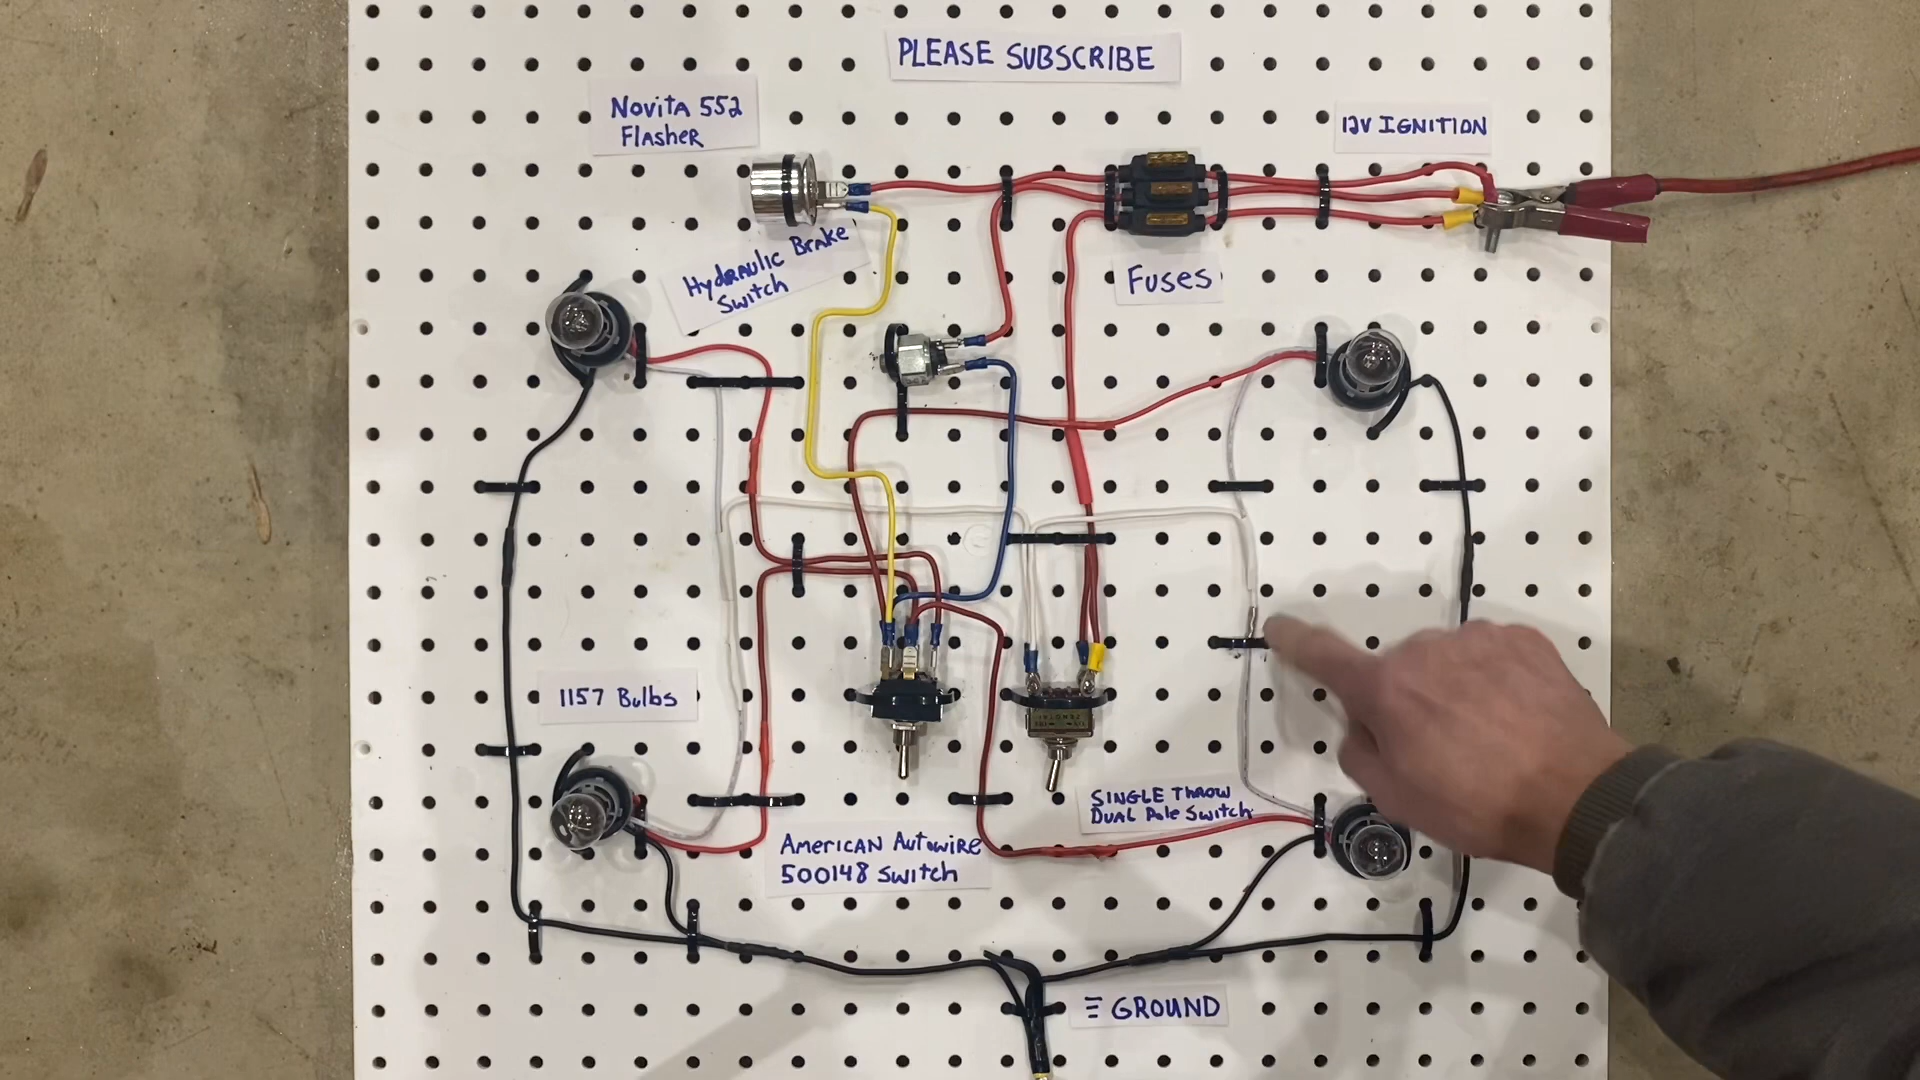 PLEASE SUBSCRIBE
Novita 552
Flasher
12V IGNITION
Hydraulic Brake
Switch
Fuses
1157 Bulbs
SINGLE THROW
Dual Pole Switch
American Autowire
500148 Switch
GROUND